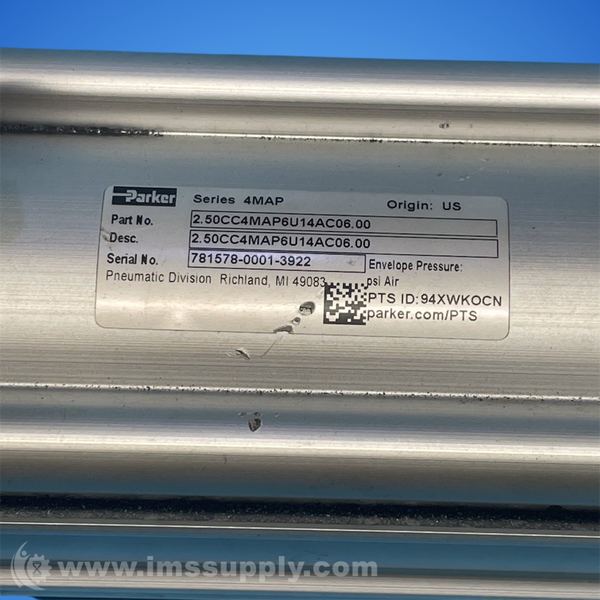 Parker Series 4MAP Origin: US
Part No. 2.50CC4MAP6U14AC06.00
Desc. 2.50CC4MAP6U14AC06.00
Serial No. 781578-0001-3922 Envelope Pressure:
Pneumatic Division Richland, MI 49083 psi Air
PTS ID:94XWKOCN
parker.com/PTS
www.imssupply.com/